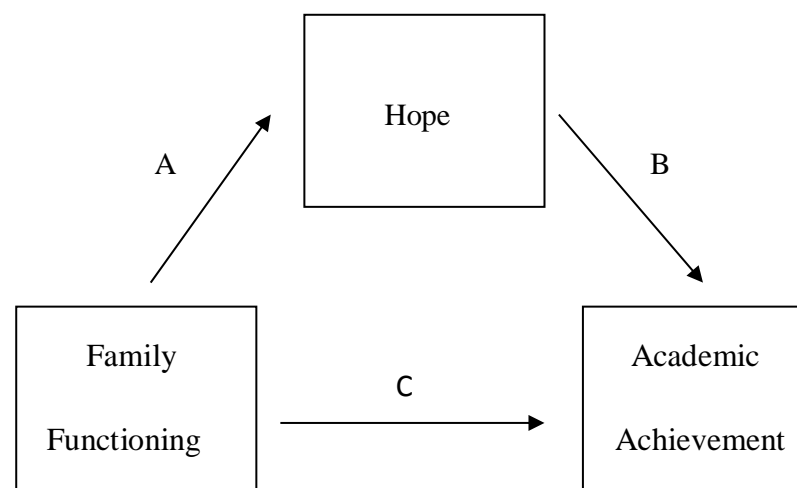 Hope
A
B
Family
Functioning
C
Academic
Achievement